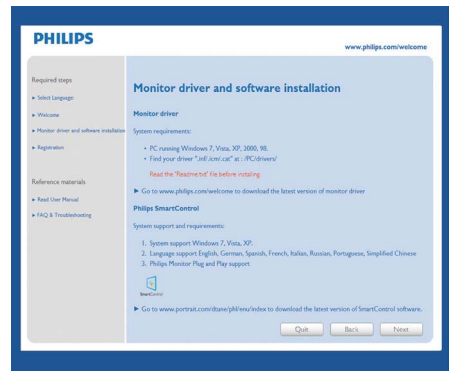 PHILIPS
www.philips.com/welcome
Required steps
Select Language:
Welcome
Monitor driver and software installation
Registration
Reference materials
Read User Manual
FAQ & Troubleshooting
Monitor driver and software installation
Monitor driver
System requirements:
• PC running Windows 7, Vista, XP, 2000, 98.
• Find your driver ".inf/ .icm/ .cat" at : /PC/drivers/
Read the "Readme.txt" file before installing.
Go to www.philips.com/welcome to download the latest version of monitor driver
Philips SmartControl
System support and requirements:
1. System support Windows 7, Vista, XP.
2. Language support English, German, Spanish, French, Italian, Russian, Portuguese, Simplified Chinese
3. Philips Monitor Plug and Play support
SmartControl
Go to www.portrait.com/dtune/phl/enu/index to download the latest version of SmartControl software.
Quit Back Next